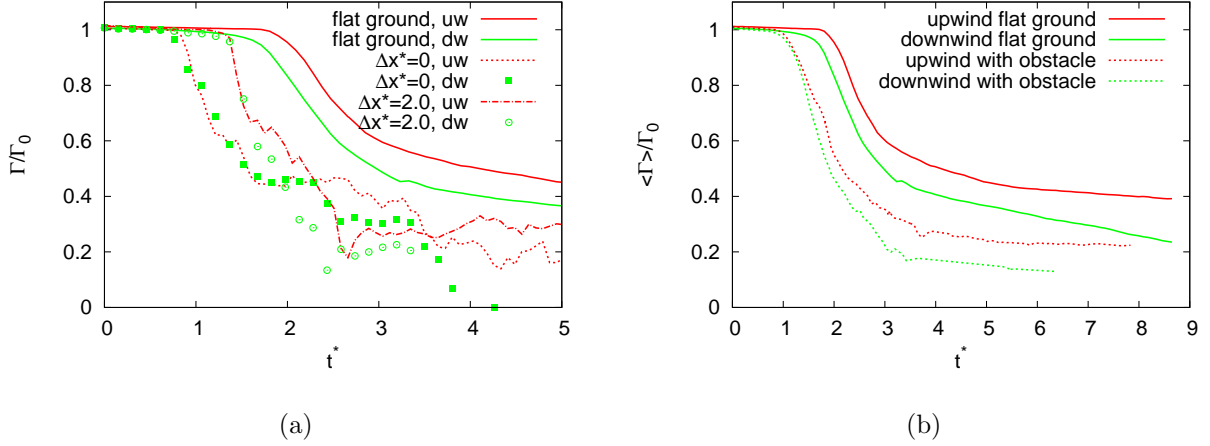 flat ground, uw
flat ground, dw
Δx*=0, uw
Δx*=0, dw
Δx*=2.0, uw
Δx*=2.0, dw
Γ/Γ0
1
0.8
0.6
0.4
0.2
0
0 1 2 3 4 5
t*
(a)
upwind flat ground
downwind flat ground
upwind with obstacle
downwind with obstacle
<Γ>/Γ0
1
0.8
0.6
0.4
0.2
0
0 1 2 3 4 5 6 7 8 9
t*
(b)